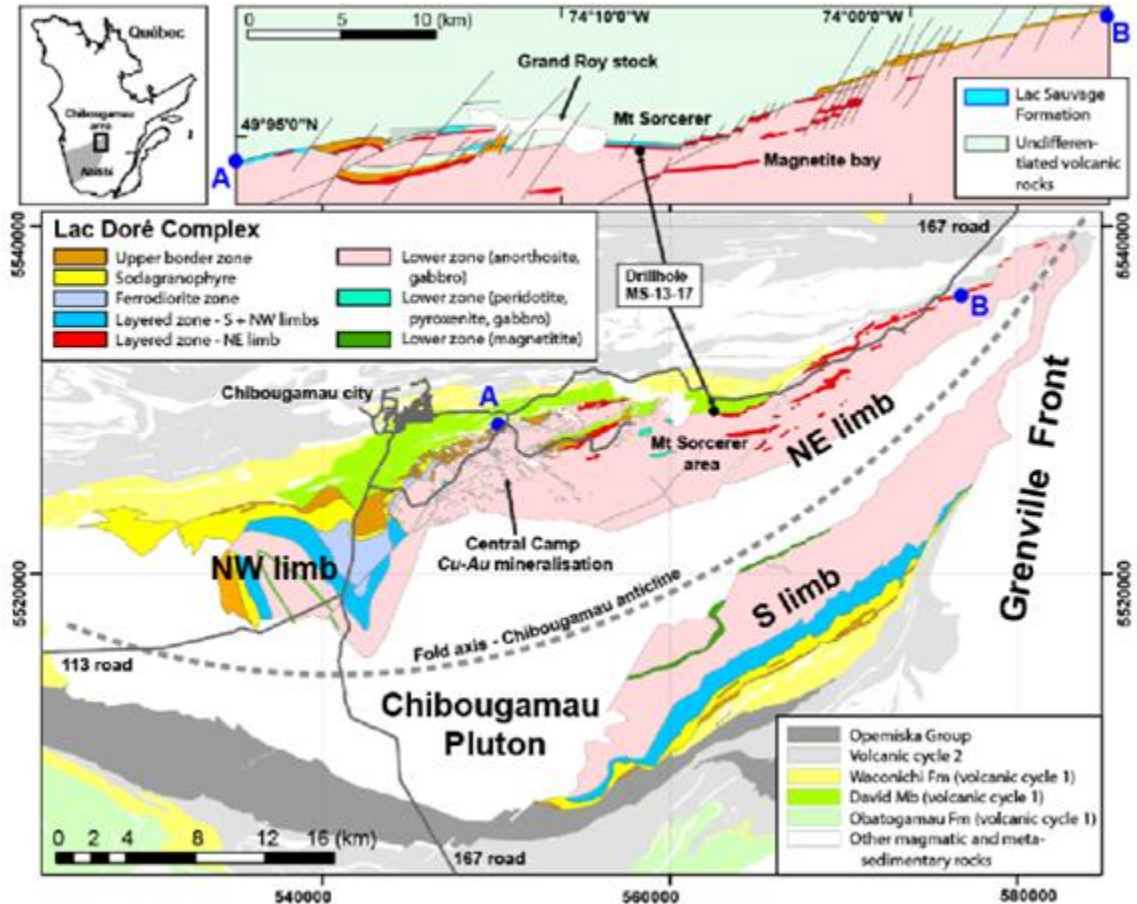 Québec
Chibougamau
area
Abitibi
0 5 10 (km)
74°10'0"W
74°00'0"W
49°95'0"N
Grand Roy stock
Mt Sorcerer
Magnetite bay
A
B
Lac Sauvage
Formation
Undifferen-
tiated volcanic
rocks
5540000
5540000
Lac Doré Complex
Upper border zone
Sodagranophyre
Ferrodiorite zone
Layered zone - S + NW limbs
Layered zone - NE limb
Lower zone (anorthosite,
gabbro)
Lower zone (peridotite,
pyroxenite, gabbro)
Lower zone (magnetitite)
167 road
Drillhole
MS-13-17
B
Chibougamau city
A
Mt Sorcerer
area
NE limb
Grenville Front
Central Camp
Cu-Au mineralisation
NW limb
S limb
5520000
5520000
Fold axis - Chibougamau anticline
113 road
Chibougamau
Pluton
Opemiska Group
Volcanic cycle 2
Waconichi Fm (volcanic cycle 1)
David Mb (volcanic cycle 1)
Obatogamau Fm (volcanic cycle 1)
Other magmatic and meta-
sedimentary rocks
0 2 4 8 12 16 (km)
167 road
540000
560000
580000